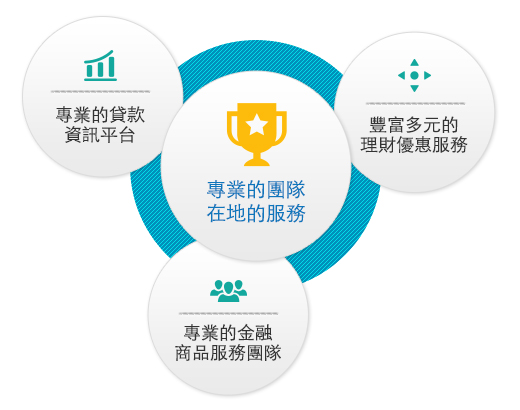 專業的貸款
資訊平台
豐富多元的
理財優惠服務
專業的團隊
在地的服務
專業的金融
商品服務團隊